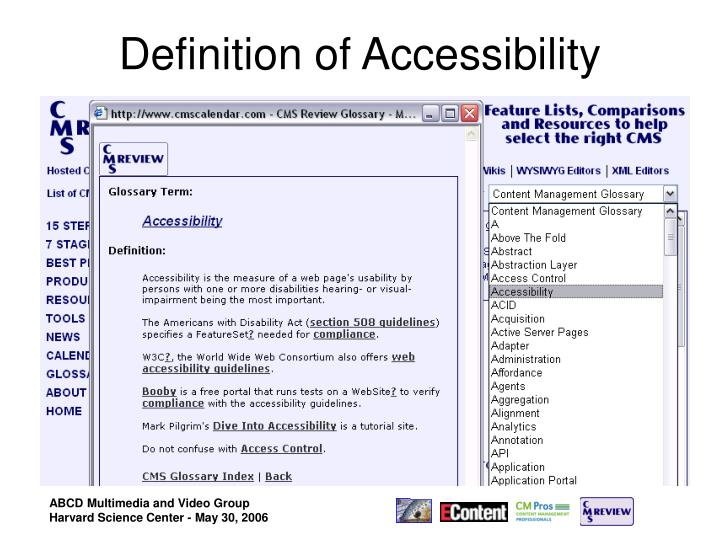 Definition of Accessibility
C
M R
S
http://www.cmscalendar.com - CMS Review Glossary - M...
Feature Lists, Comparisons
and Resources to help
select the right CMS
Hosted C
Wikis | WYSIWYG Editors | XML Editors
List of C
15 STEP
7 STAG
BEST P
PRODU
RESOU
TOOLS
NEWS
CALEND
GLOSSA
ABOUT
HOME
C
M REVIEW
S
Glossary Term:
Accessibility
Definition:
Accessibility is the measure of a web page's usability by
persons with one or more disabilities hearing- or visual-
impairment being the most important.
The Americans with Disability Act (section 508 guidelines)
specifies a FeatureSet? needed for compliance.
W3C?, the World Wide Web Consortium also offers web
accessibility guidelines.
Booby is a free portal that runs tests on a WebSite? to verify
compliance with the accessibility guidelines.
Mark Pilgrim's Dive Into Accessibility is a tutorial site.
Do not confuse with Access Control.
CMS Glossary Index | Back
Content Management Glossary
Content Management Glossary
A
Above The Fold
Abstract
Abstraction Layer
Access Control
Accessibility
ACID
Acquisition
Active Server Pages
Adapter
Administration
Affordance
Agents
Aggregation
Alignment
Analytics
Annotation
API
Application
Application Portal
ABCD Multimedia and Video Group
Harvard Science Center - May 30, 2006
EContent
CM Pros
CONTENT MANAGEMENT
PROFESSIONALS
C
M REVIEW
S